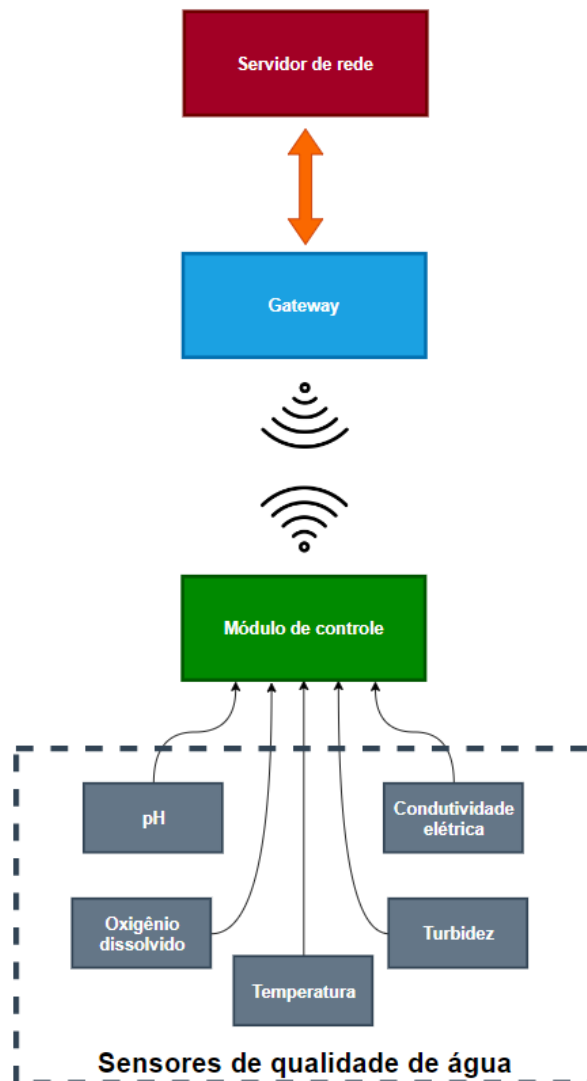 Servidor de rede
Gateway
Módulo de controle
pH
Condutividade
elétrica
Oxigênio
dissolvido
Turbidez
Temperatura
Sensores de qualidade de água